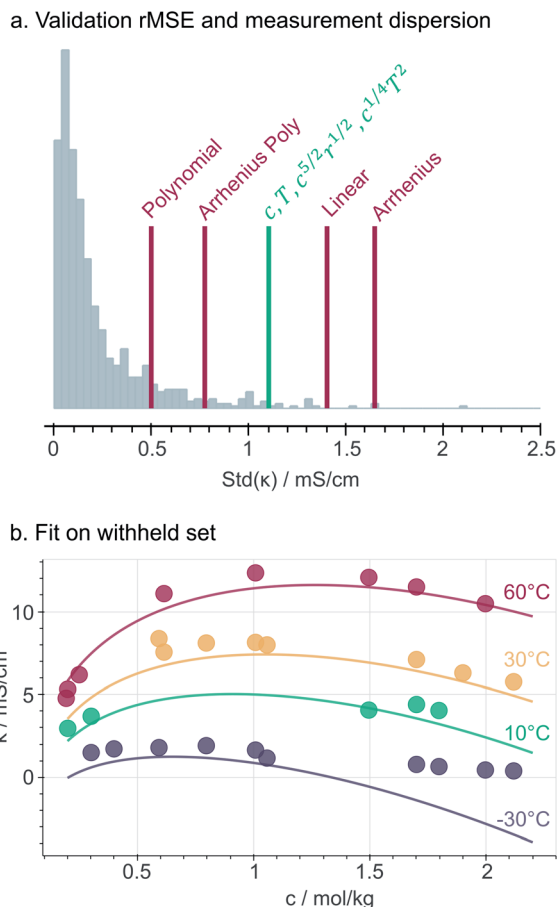 a. Validation rMSE and measurement dispersion
Polynomial
Arrhenius Poly
c,T,c^{5/2}r^{1/2},c^{1/4}T^2
Linear
Arrhenius
0 0.5 1 1.5 2 2.5
Std(κ) / mS/cm
b. Fit on withheld set
60°C
10
30°C
5
10°C
0
-30°C
κ / mS/cm
0.5 1 1.5 2
c / mol/kg